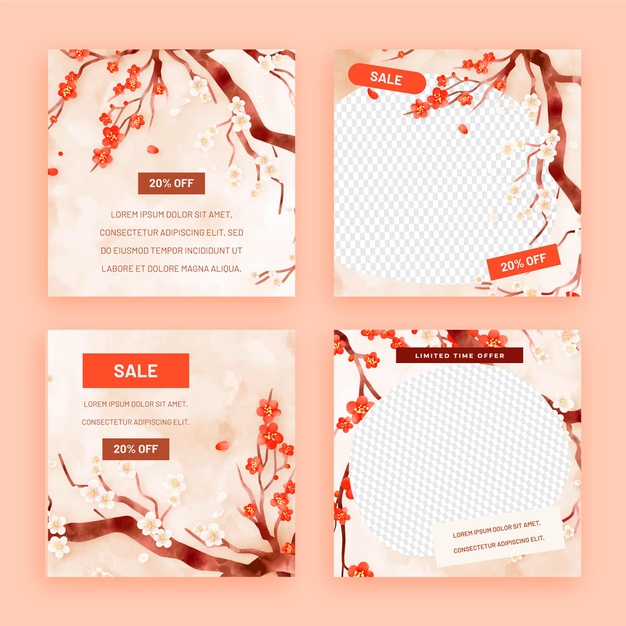 20% OFF
LOREM IPSUM DOLOR SIT AMET,
CONSECTETUR ADIPISCING ELIT, SED
DO EIUSMOD TEMPOR INCIDIDUNT UT
LABORE ET DOLORE MAGNA ALIQUA.
SALE
20% OFF
SALE
LOREM IPSUM DOLOR SIT AMET,
CONSECTETUR ADIPISCING ELIT.
20% OFF
LIMITED TIME OFFER
LOREM IPSUM DOLOR SIT AMET,
CONSECTETUR ADIPISCING ELIT.